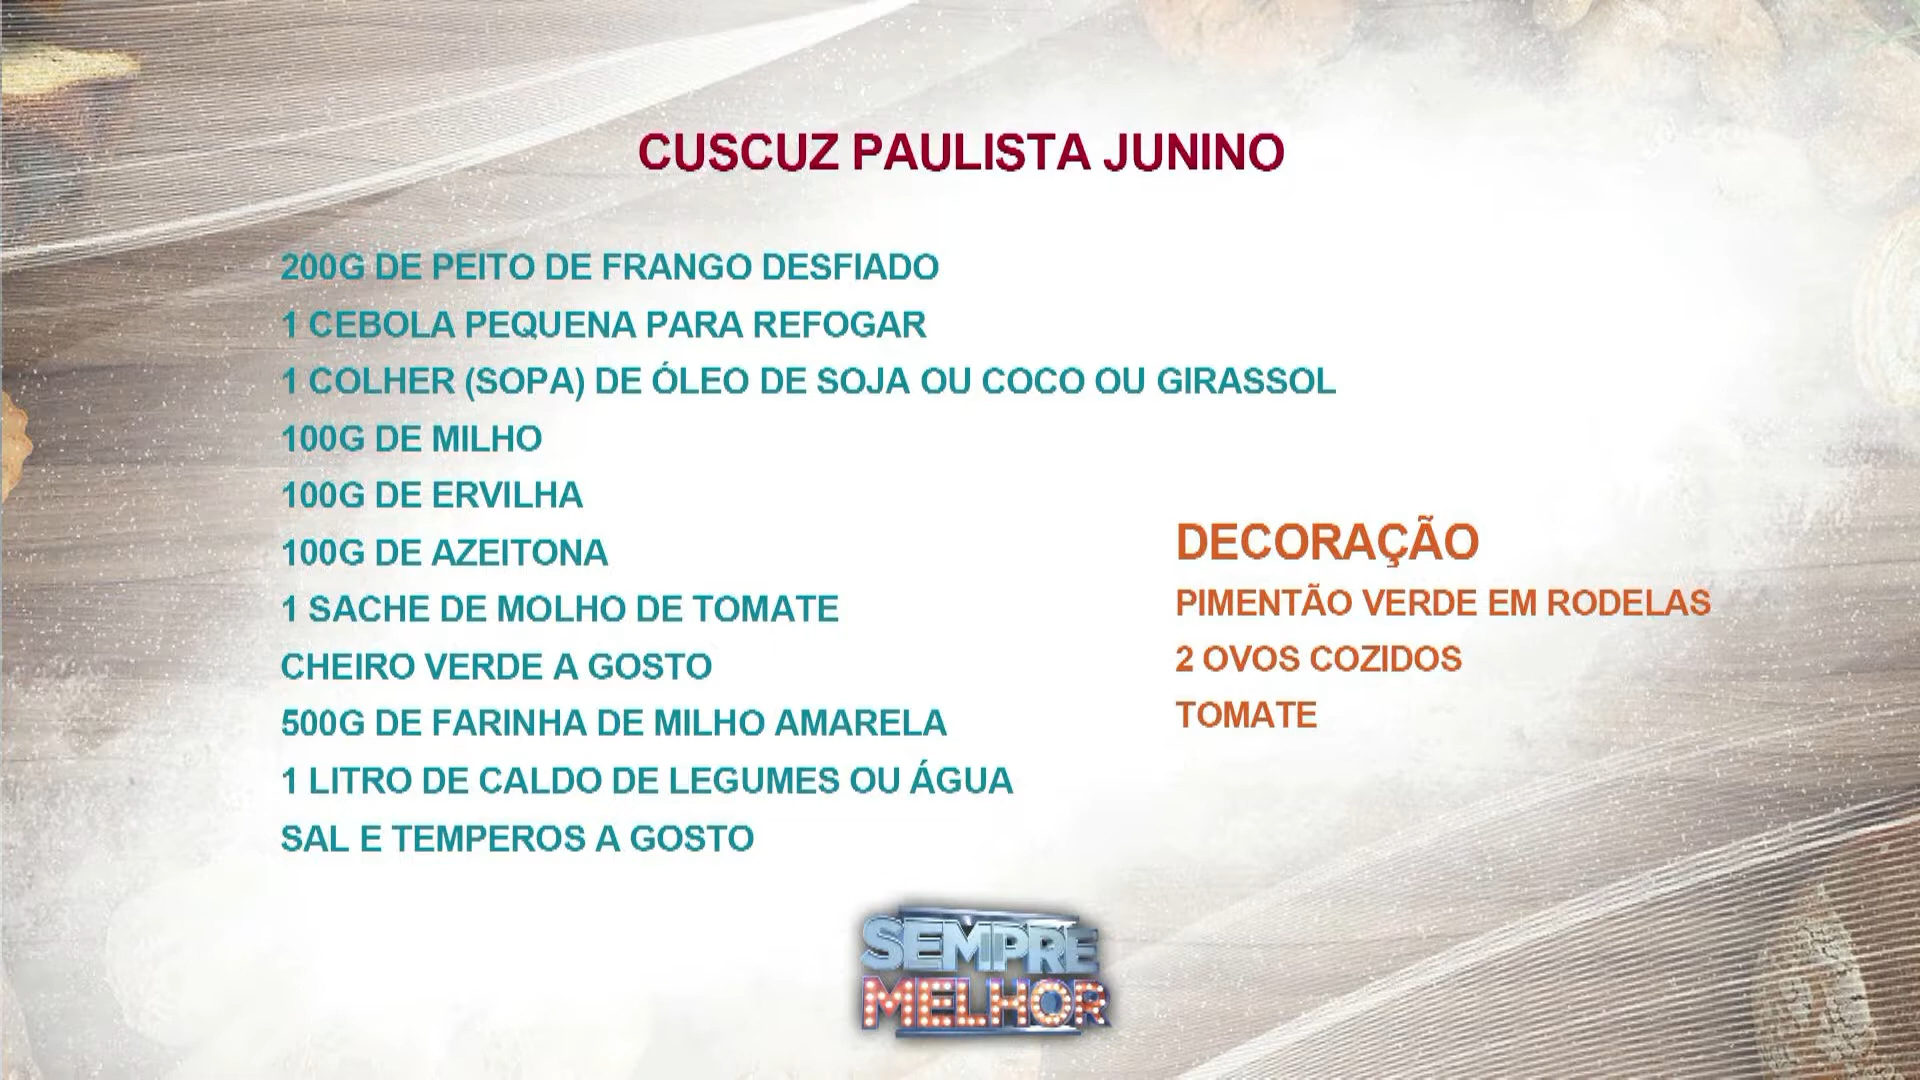 CUSCUZ PAULISTA JUNINO
200G DE PEITO DE FRANGO DESFIADO
1 CEBOLA PEQUENA PARA REFOGAR
1 COLHER (SOPA) DE ÓLEO DE SOJA OU COCO OU GIRASSOL
100G DE MILHO
100G DE ERVILHA
100G DE AZEITONA
1 SACHE DE MOLHO DE TOMATE
CHEIRO VERDE A GOSTO
500G DE FARINHA DE MILHO AMARELA
1 LITRO DE CALDO DE LEGUMES OU ÁGUA
SAL E TEMPEROS A GOSTO
DECORAÇÃO
PIMENTÃO VERDE EM RODELAS
2 OVOS COZIDOS
TOMATE
SEMPRE
MELHOR